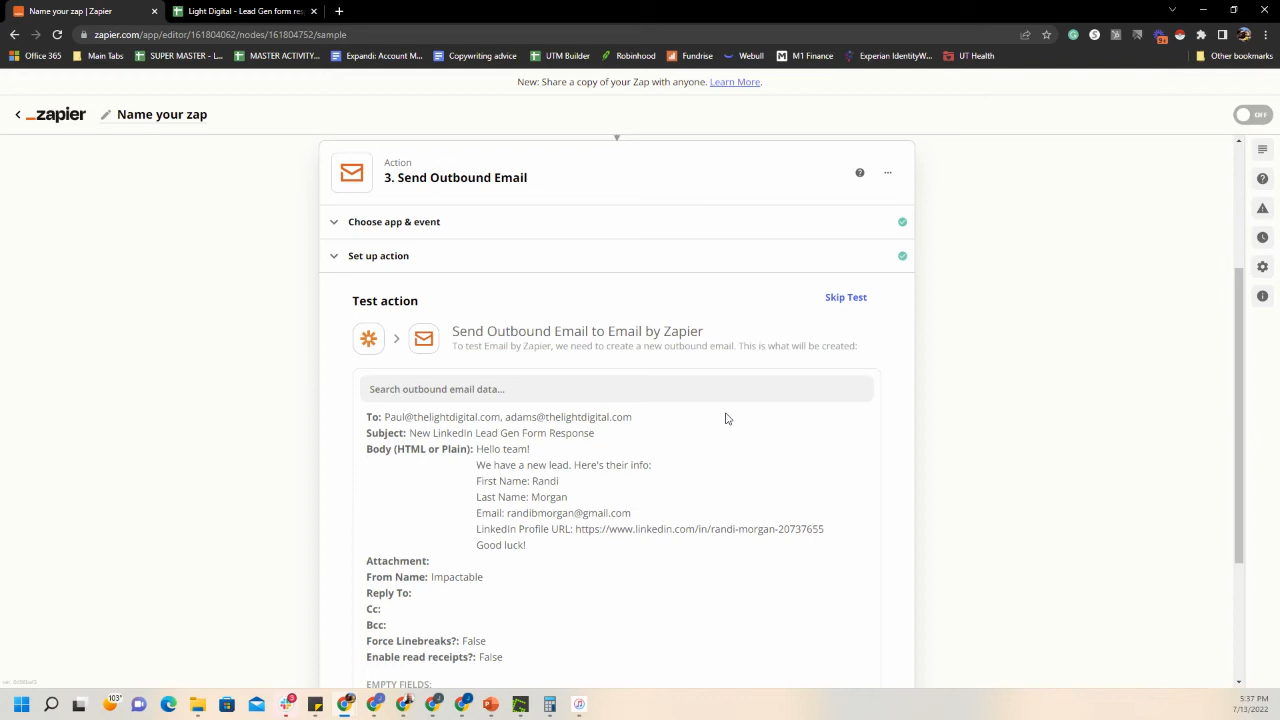 Name your zap | Zapier
Light Digital - Lead Gen form res
zapier.com/app/editor/161804062/nodes/161804752/sample
Office 365
Main Tabs
SUPER MASTER - L...
MASTER ACTIVITY...
Expandi: Account M...
Copywriting advice
UTM Builder
Robinhood
Fundrise
Webull
M1 Finance
Experian IdentityW...
UT Health
Other bookmarks
New: Share a copy of your Zap with anyone. Learn More.
zapier
Name your zap
OFF
Action
3. Send Outbound Email
Choose app & event
Set up action
Test action
Skip Test
Send Outbound Email to Email by Zapier
To test Email by Zapier, we need to create a new outbound email. This is what will be created:
Search outbound email data...
To: Paul@thelightdigital.com, adams@thelightdigital.com
Subject: New LinkedIn Lead Gen Form Response
Body (HTML or Plain): Hello team!
We have a new lead. Here's their info:
First Name: Randi
Last Name: Morgan
Email: randibmorgan@gmail.com
LinkedIn Profile URL: https://www.linkedin.com/in/randi-morgan-20737655
Good luck!
Attachment:
From Name: Impactable
Reply To:
Cc:
Bcc:
Force Linebreaks?: False
Enable read receipts?: False
EMPTY FIELDS:
103°
5:37 PM
7/13/2022